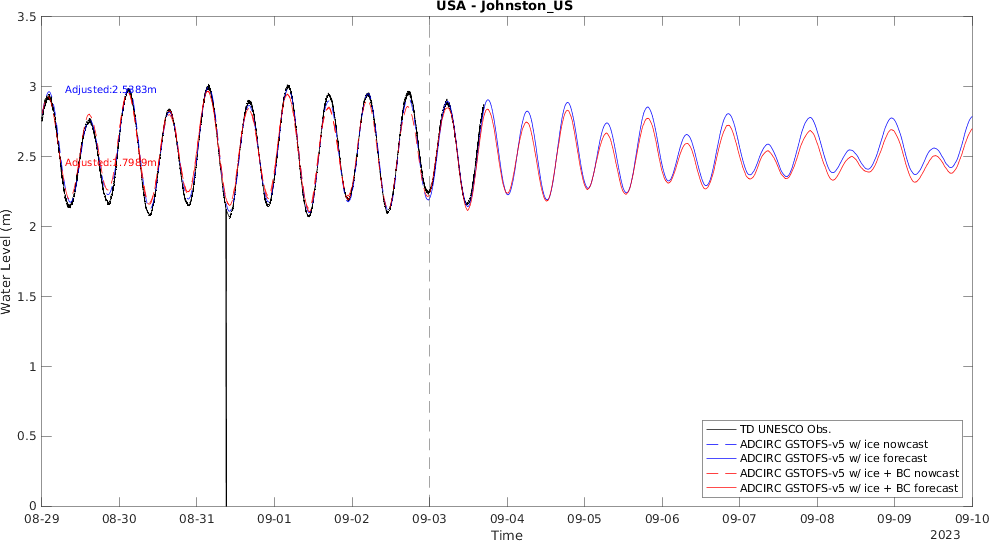 USA - Johnston_US
3.5
3
2.5
2
1.5
1
0.5
0
Water Level (m)
Adjusted:2.5383m
Adjusted:1.7989m
08-29
08-30
08-31
09-01
09-02
09-03
09-04
09-05
09-06
09-07
09-08
09-09
09-10
Time
2023
TD UNESCO Obs.
ADCIRC GSTOFS-v5 w/ ice nowcast
ADCIRC GSTOFS-v5 w/ ice forecast
ADCIRC GSTOFS-v5 w/ ice + BC nowcast
ADCIRC GSTOFS-v5 w/ ice + BC forecast